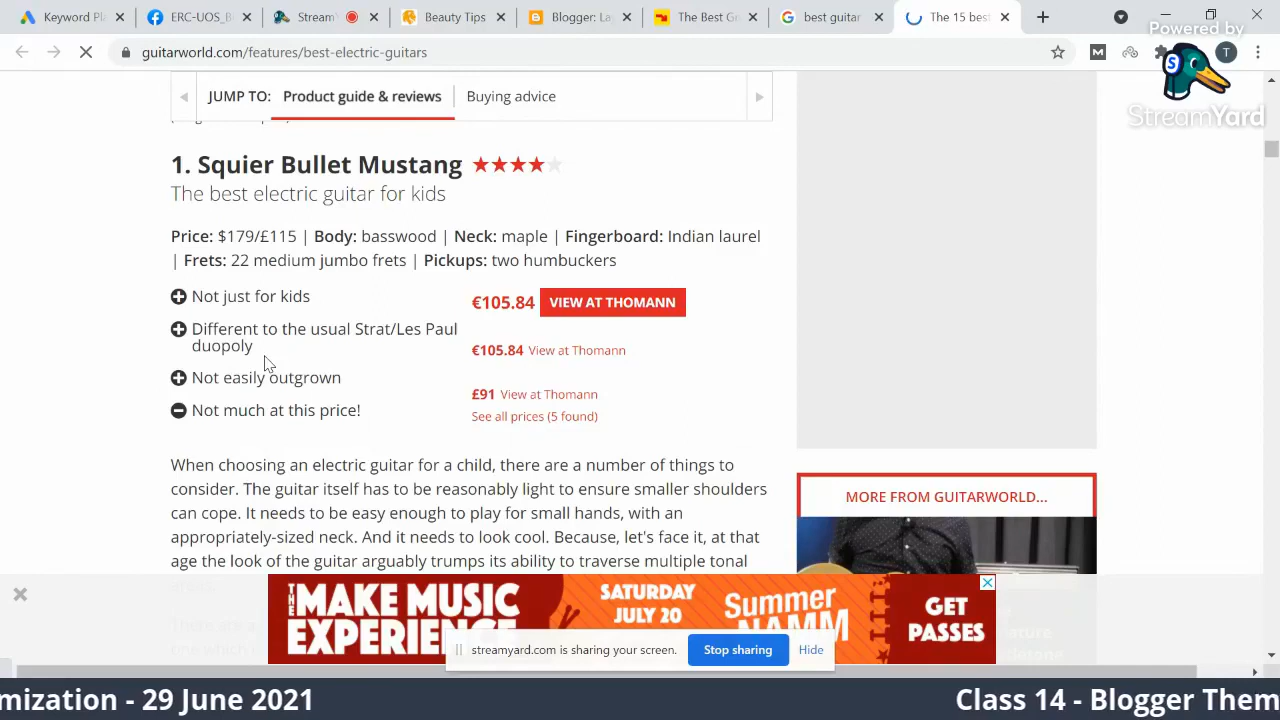 Keyword Pl
ERC-UOS_
Stream
Beauty Tips
Blogger: La
The Best Gr
best guitar
The 15 bes
guitarworld.com/features/best-electric-guitars
M
T
Powered by
S
StreamYard
JUMP TO: Product guide & reviews Buying advice
1. Squier Bullet Mustang
The best electric guitar for kids
Price: $179/£115 | Body: basswood | Neck: maple | Fingerboard: Indian laurel
| Frets: 22 medium jumbo frets | Pickups: two humbuckers
Not just for kids
Different to the usual Strat/Les Paul
duopoly
Not easily outgrown
Not much at this price!
€105.84 VIEW AT THOMANN
€105.84 View at Thomann
£91 View at Thomann
See all prices (5 found)
When choosing an electric guitar for a child, there are a number of things to
consider. The guitar itself has to be reasonably light to ensure smaller shoulders
can cope. It needs to be easy enough to play for small hands, with an
appropriately-sized neck. And it needs to look cool. Because, let's face it, at that
age the look of the guitar arguably trumps its ability to traverse multiple tonal
MORE FROM GUITARWORLD...
THE MAKE MUSIC
EXPERIENCE
SATURDAY
JULY 20
Summer
NAMM
GET
PASSES
streamyard.com is sharing your screen.
Stop sharing
Hide
mization - 29 June 2021
Class 14 - Blogger Them